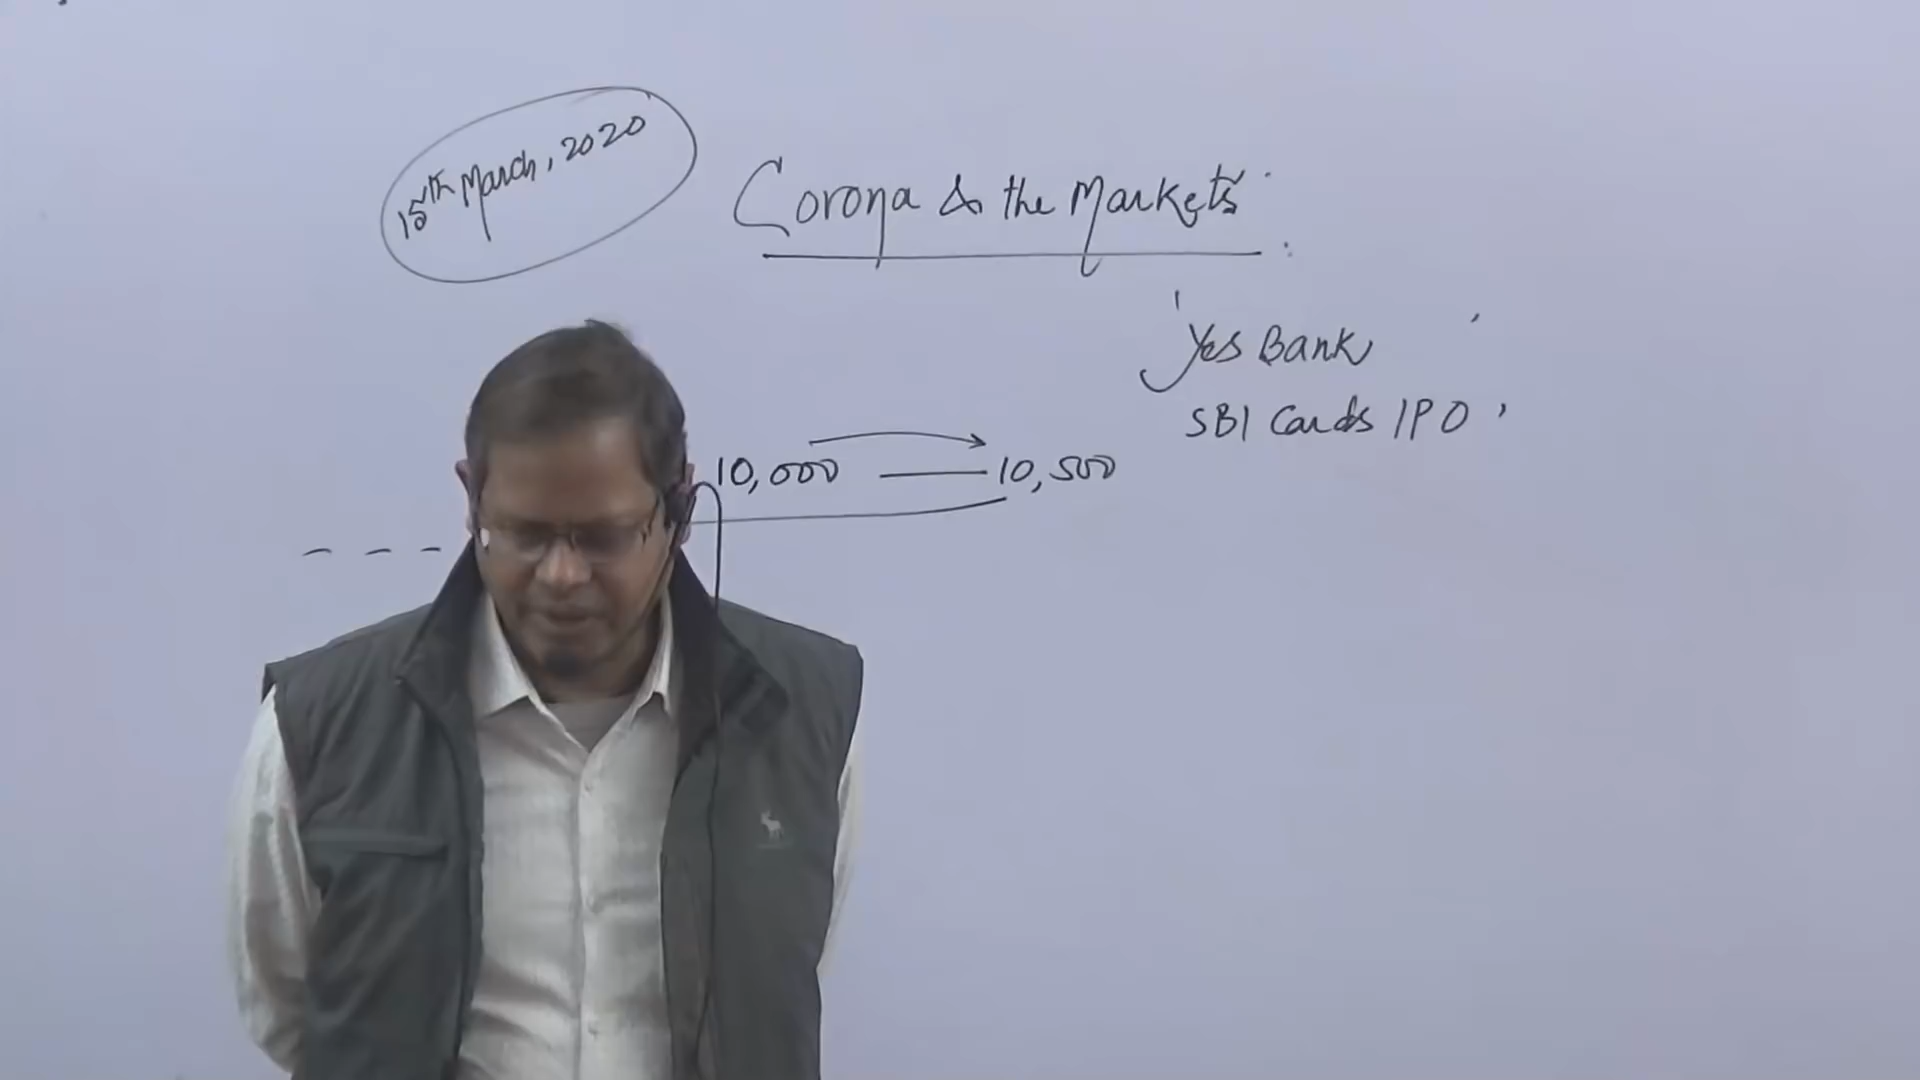 15th March, 2020
Corona & the Markets
Yes Bank
SBI Cards IPO
10,000 — 10,500